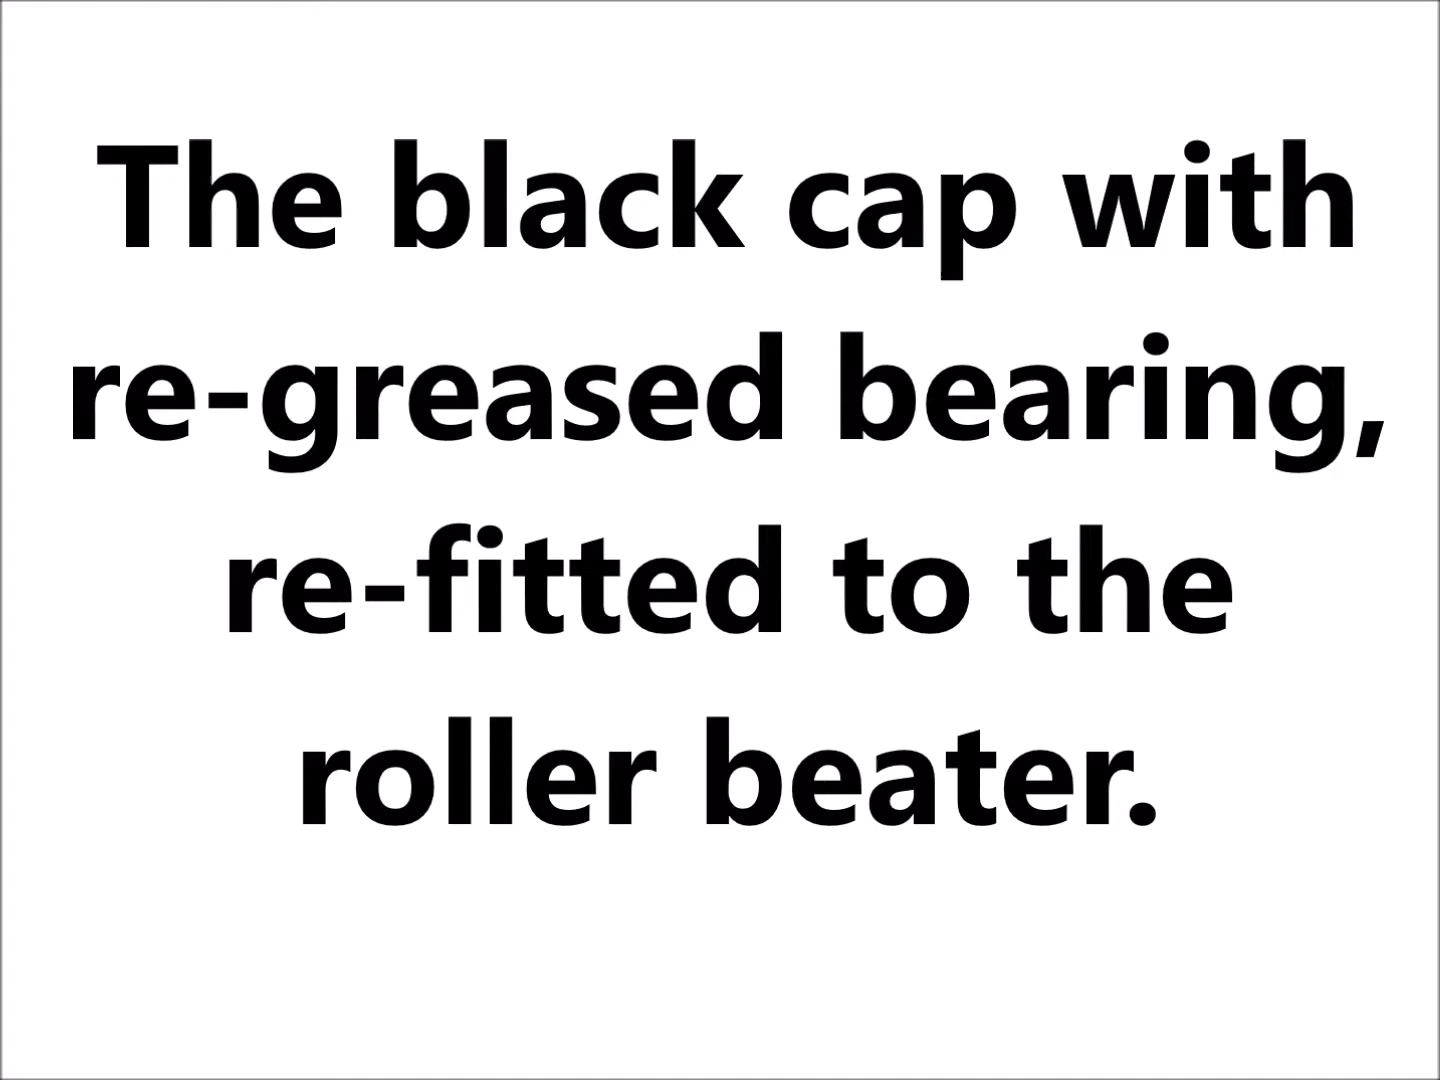 The black cap with
re-greased bearing,
re-fitted to the
roller beater.